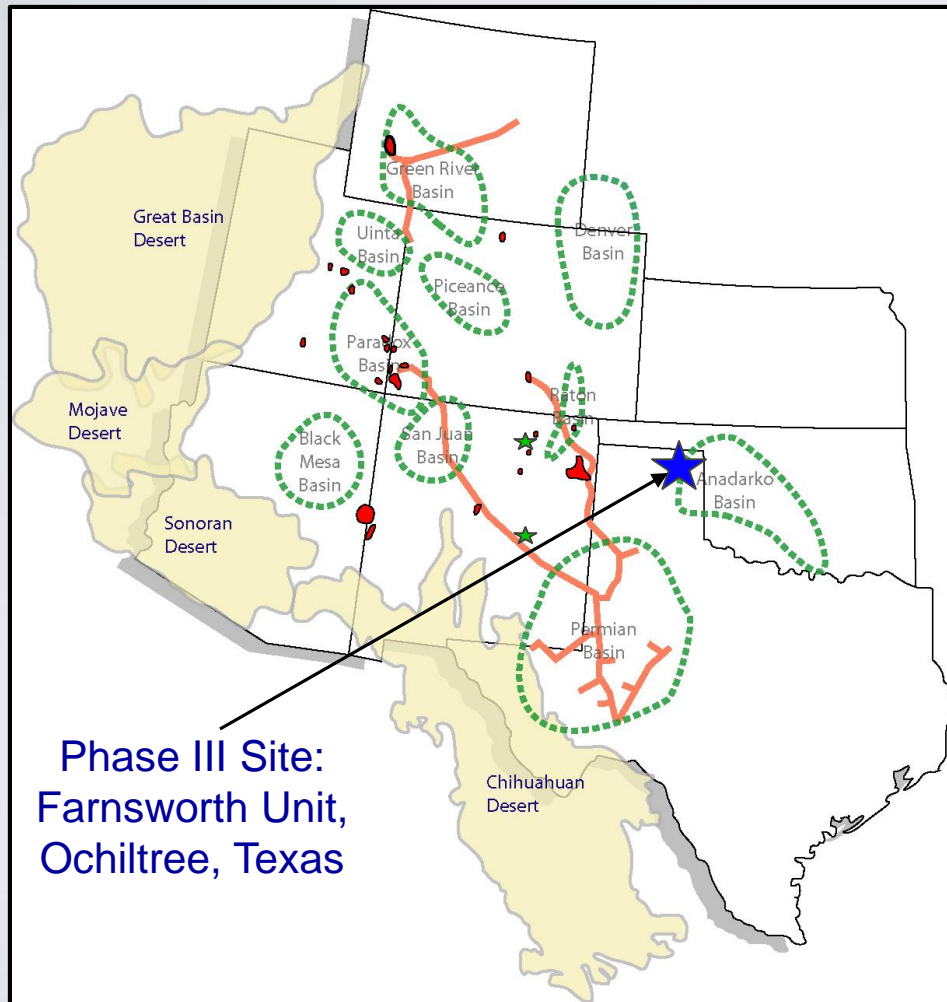 Green River
Basin
Great Basin
Desert
Uinta
Basin
Denver
Basin
Piceance
Basin
Paradox
Basin
Mojave
Desert
Raton
Basin
Black
Mesa
Basin
San Juan
Basin
Anadarko
Basin
Sonoran
Desert
Permian
Basin
Phase III Site:
Farnsworth Unit,
Ochiltree, Texas
Chihuahuan
Desert